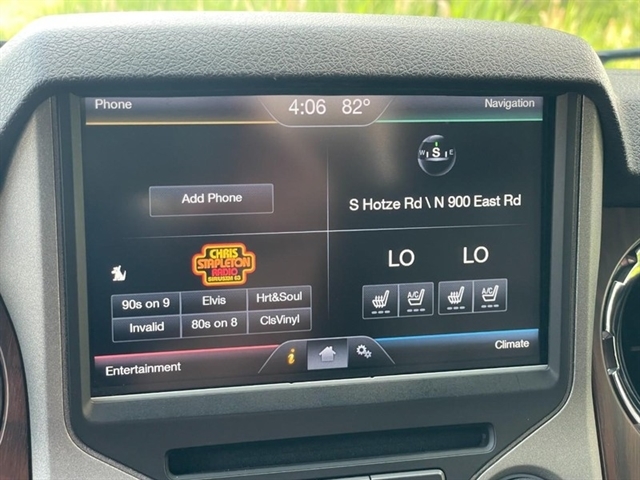 Phone
4:06 82°
Navigation
W S E
Add Phone
S Hotze Rd \ N 900 East Rd
CHRIS
STAPLETON
RADIO
LO LO
90s on 9 Elvis Hrt&Soul
Invalid 80s on 8 ClsVinyl
A/C A/C
Entertainment
i
Climate